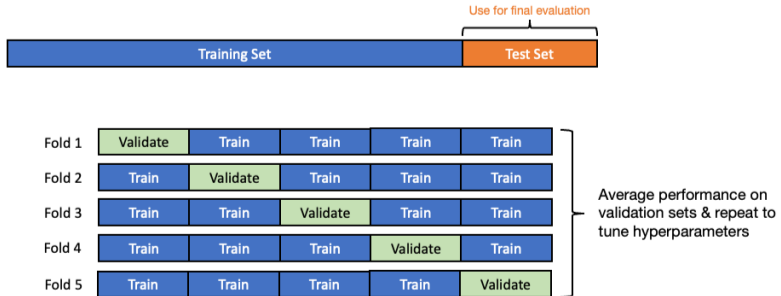 Use for final evaluation
Training Set Test Set
Fold 1 Validate Train Train Train Train
Fold 2 Train Validate Train Train Train
Fold 3 Train Train Validate Train Train
Fold 4 Train Train Train Validate Train
Fold 5 Train Train Train Train Validate
Average performance on
validation sets & repeat to
tune hyperparameters